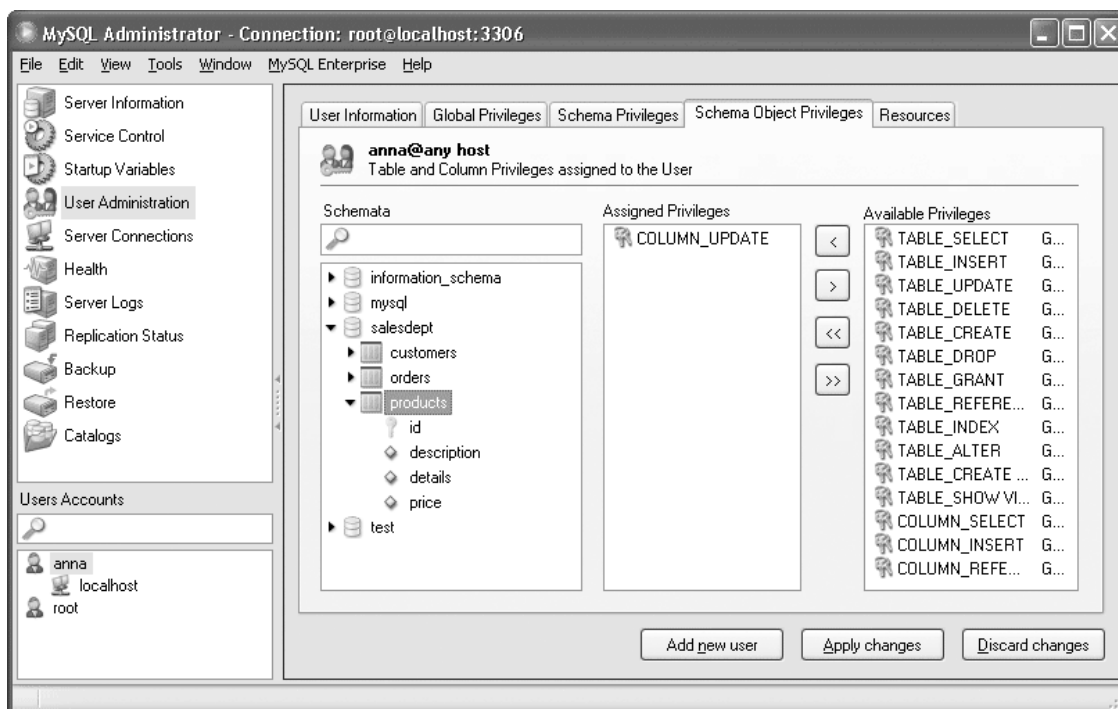 MySQL Administrator - Connection: root@localhost:3306
File Edit View Tools Window MySQL Enterprise Help
Server Information
Service Control
Startup Variables
User Administration
Server Connections
Health
Server Logs
Replication Status
Backup
Restore
Catalogs
Users Accounts
anna
localhost
root
User Information Global Privileges Schema Privileges Schema Object Privileges Resources
anna@any host
Table and Column Privileges assigned to the User
Schemata
information_schema
mysql
salesdept
customers
orders
products
id
description
details
price
test
Assigned Privileges
COLUMN_UPDATE
<
>
<<
>>
Available Privileges
TABLE_SELECT G...
TABLE_INSERT G...
TABLE_UPDATE G...
TABLE_DELETE G...
TABLE_CREATE G...
TABLE_DROP G...
TABLE_GRANT G...
TABLE_REFERE... G...
TABLE_INDEX G...
TABLE_ALTER G...
TABLE_CREATE ... G...
TABLE_SHOW VI... G...
COLUMN_SELECT G...
COLUMN_INSERT G...
COLUMN_REFE... G...
Add new user Apply changes Discard changes